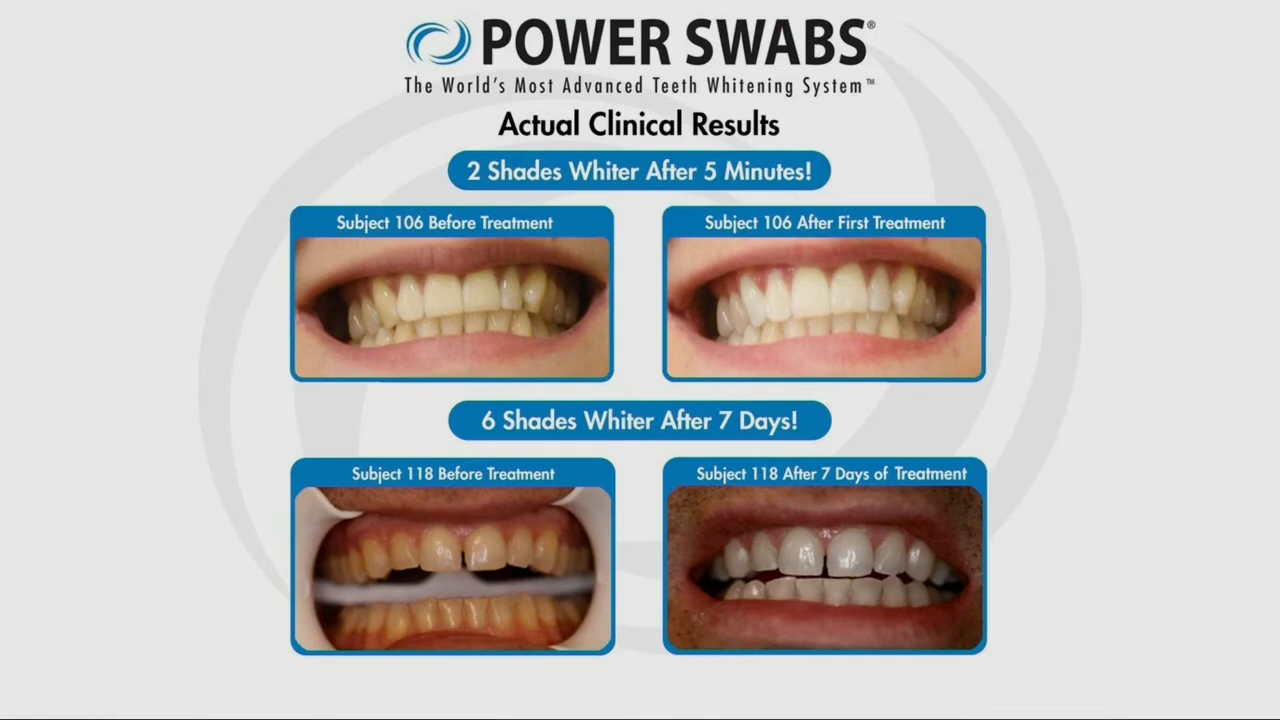 POWER SWABS®
The World's Most Advanced Teeth Whitening System™
Actual Clinical Results
2 Shades Whiter After 5 Minutes!
Subject 106 Before Treatment
Subject 106 After First Treatment
6 Shades Whiter After 7 Days!
Subject 118 Before Treatment
Subject 118 After 7 Days of Treatment